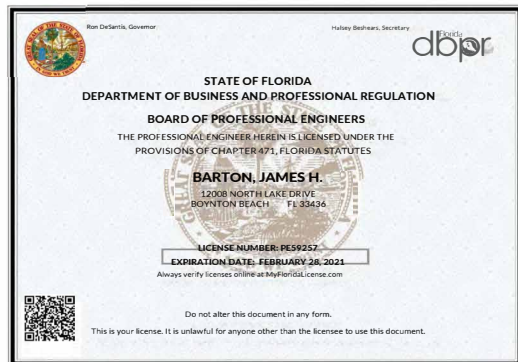 Ron DeSantis, Governor
Halsey Beshears, Secretary
Florida
dbpr
STATE OF FLORIDA
DEPARTMENT OF BUSINESS AND PROFESSIONAL REGULATION
BOARD OF PROFESSIONAL ENGINEERS
THE PROFESSIONAL ENGINEER HEREIN IS LICENSED UNDER THE
PROVISIONS OF CHAPTER 471, FLORIDA STATUTES
BARTON, JAMES H.
12008 NORTH LAKE DRIVE
BOYNTON BEACH FL 33436
LICENSE NUMBER: PE59257
EXPIRATION DATE: FEBRUARY 28, 2021
Always verify licenses online at MyFloridaLicense.com
Do not alter this document in any form.
This is your license. It is unlawful for anyone other than the licensee to use this document.